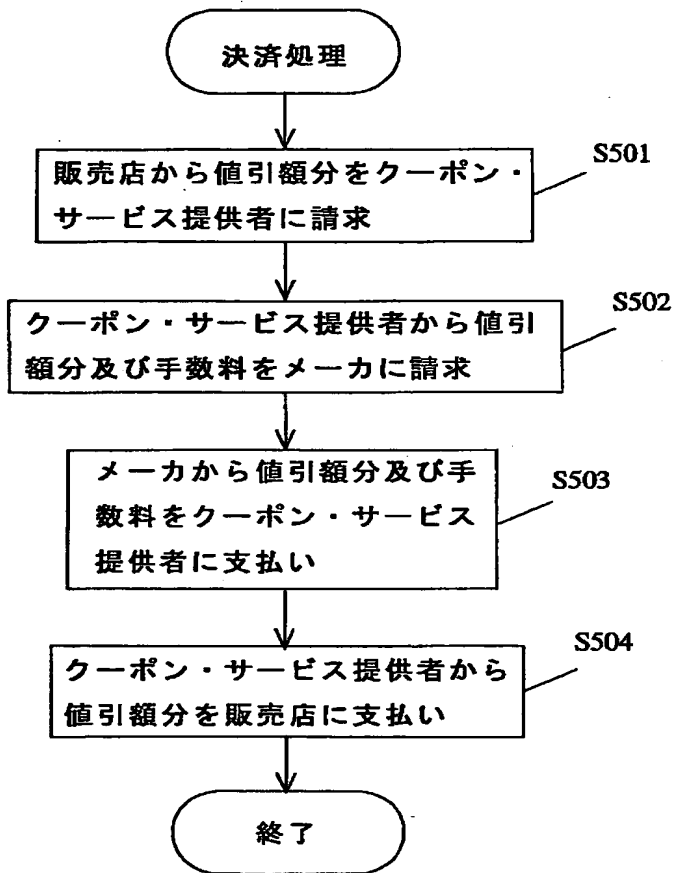 決済処理
販売店から値引額分をクーポン・
サービス提供者に請求
S501
クーポン・サービス提供者から値引
額分及び手数料をメーカに請求
S502
メーカから値引額分及び手
数料をクーポン・サービス
提供者に支払い
S503
クーポン・サービス提供者から
値引額分を販売店に支払い
S504
終了